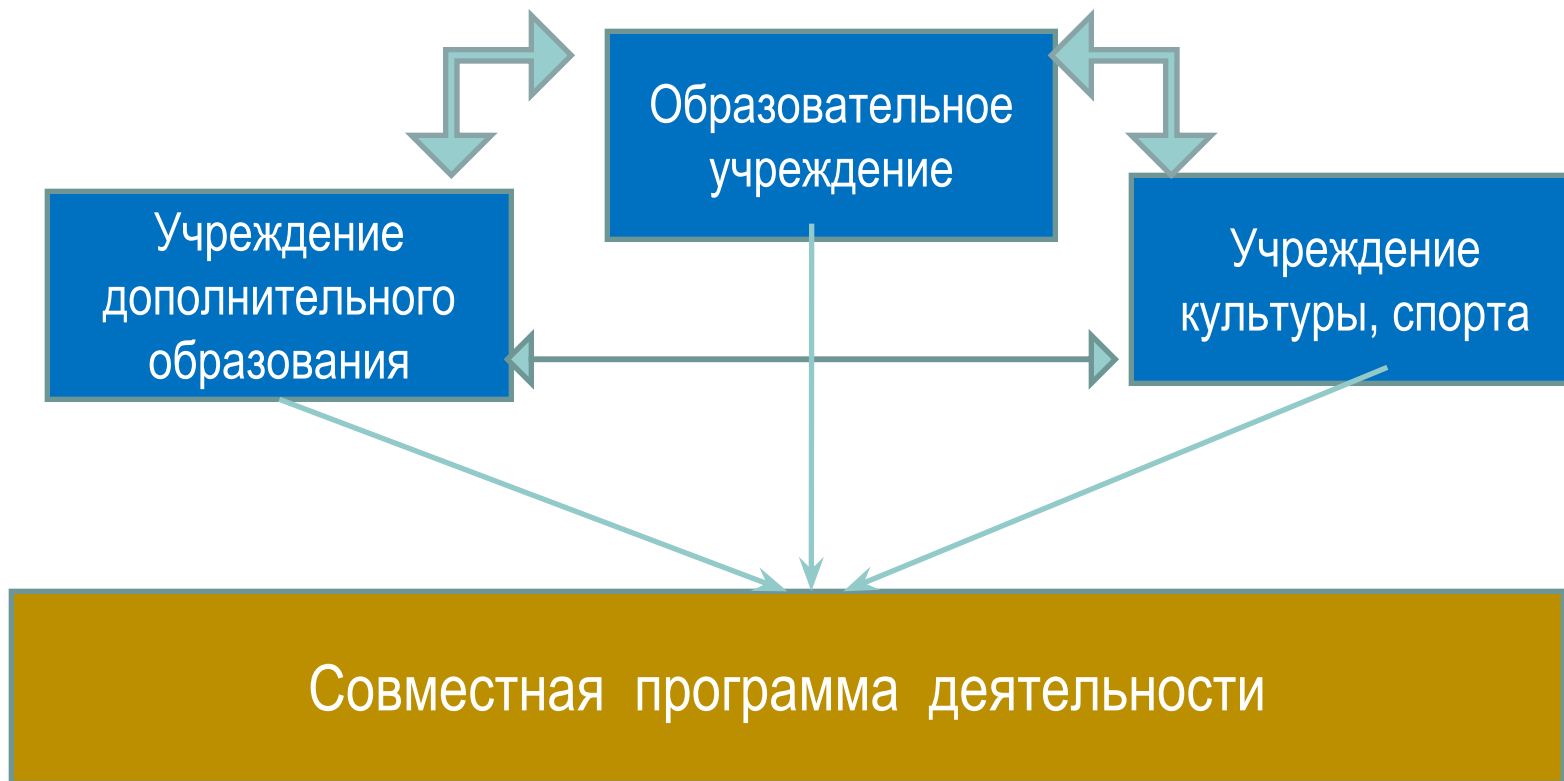 Образовательное
учреждение
Учреждение
дополнительного
образования
Учреждение
культуры, спорта
Совместная программа деятельности